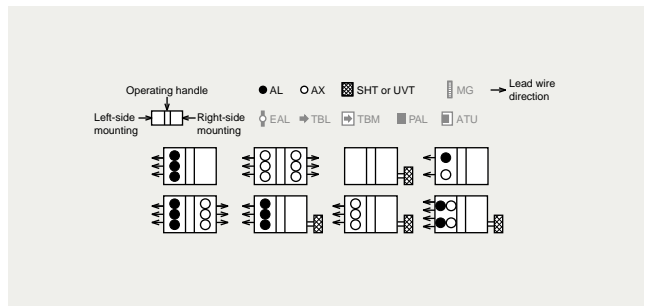 Operating handle
Left-side mounting
Right-side mounting
AL AX SHT or UVT MG Lead wire direction
EAL TBL TBM PAL ATU